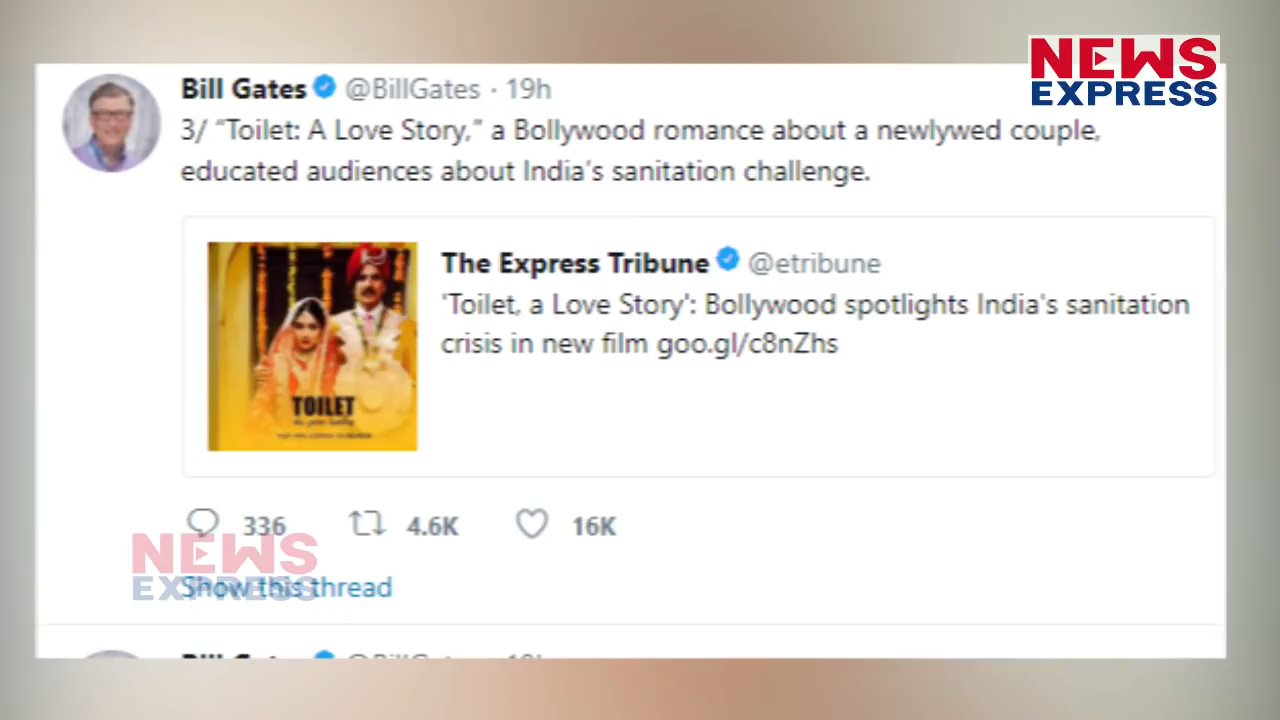 NEWS
EXPRESS
Bill Gates @BillGates · 19h
3/ “Toilet: A Love Story,” a Bollywood romance about a newlywed couple,
educated audiences about India’s sanitation challenge.
The Express Tribune @etribune
'Toilet, a Love Story': Bollywood spotlights India's sanitation
crisis in new film goo.gl/c8nZhs
TOILET
336 4.6K 16K
NEWS
EXPRESS
Show this thread